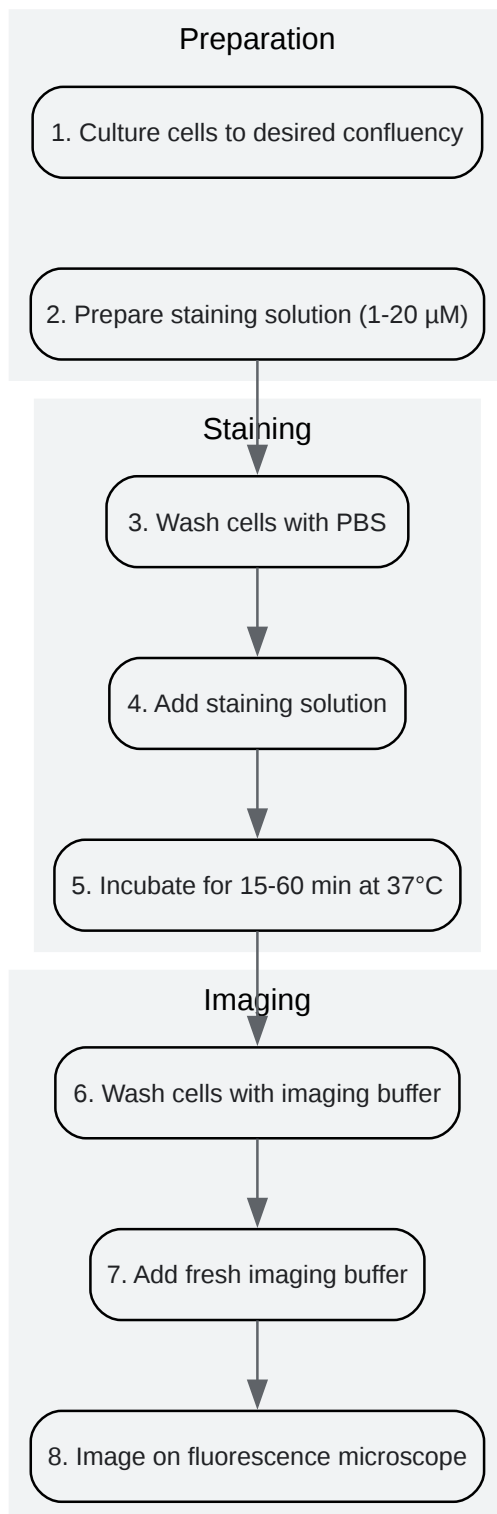 Preparation
1. Culture cells to desired confluency
2. Prepare staining solution (1-20 µM)
Staining
3. Wash cells with PBS
4. Add staining solution
5. Incubate for 15-60 min at 37°C
Imaging
6. Wash cells with imaging buffer
7. Add fresh imaging buffer
8. Image on fluorescence microscope